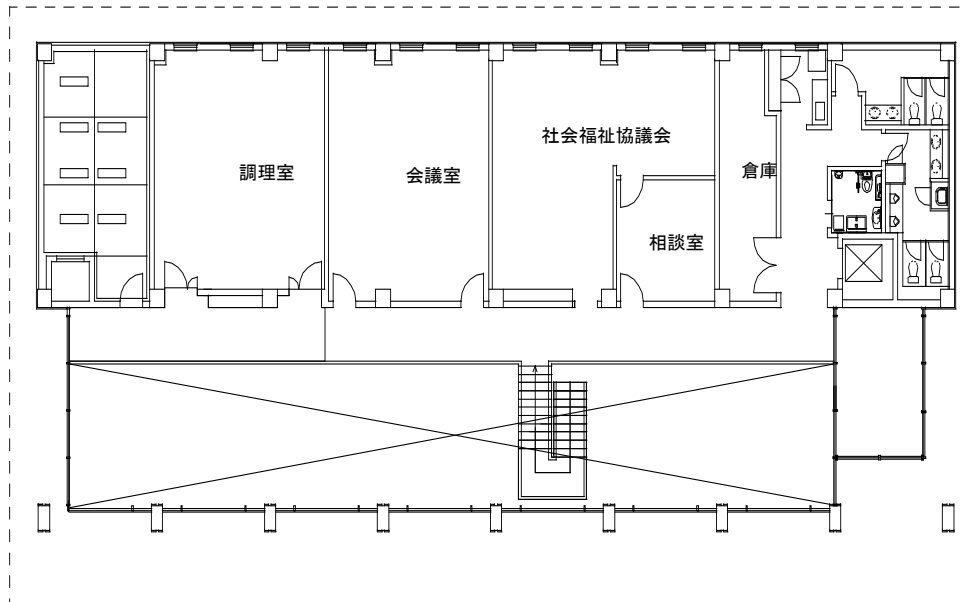 調理室
会議室
社会福祉協議会
相談室
倉庫